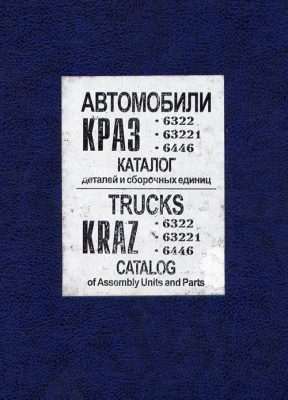 АВТОМОБИЛИ
КРАЗ
· 6322
· 63221
· 6446
КАТАЛОГ
деталей и сборочных единиц
TRUCKS
KRAZ
· 6322
· 63221
· 6446
CATALOG
of Assembly Units and Parts